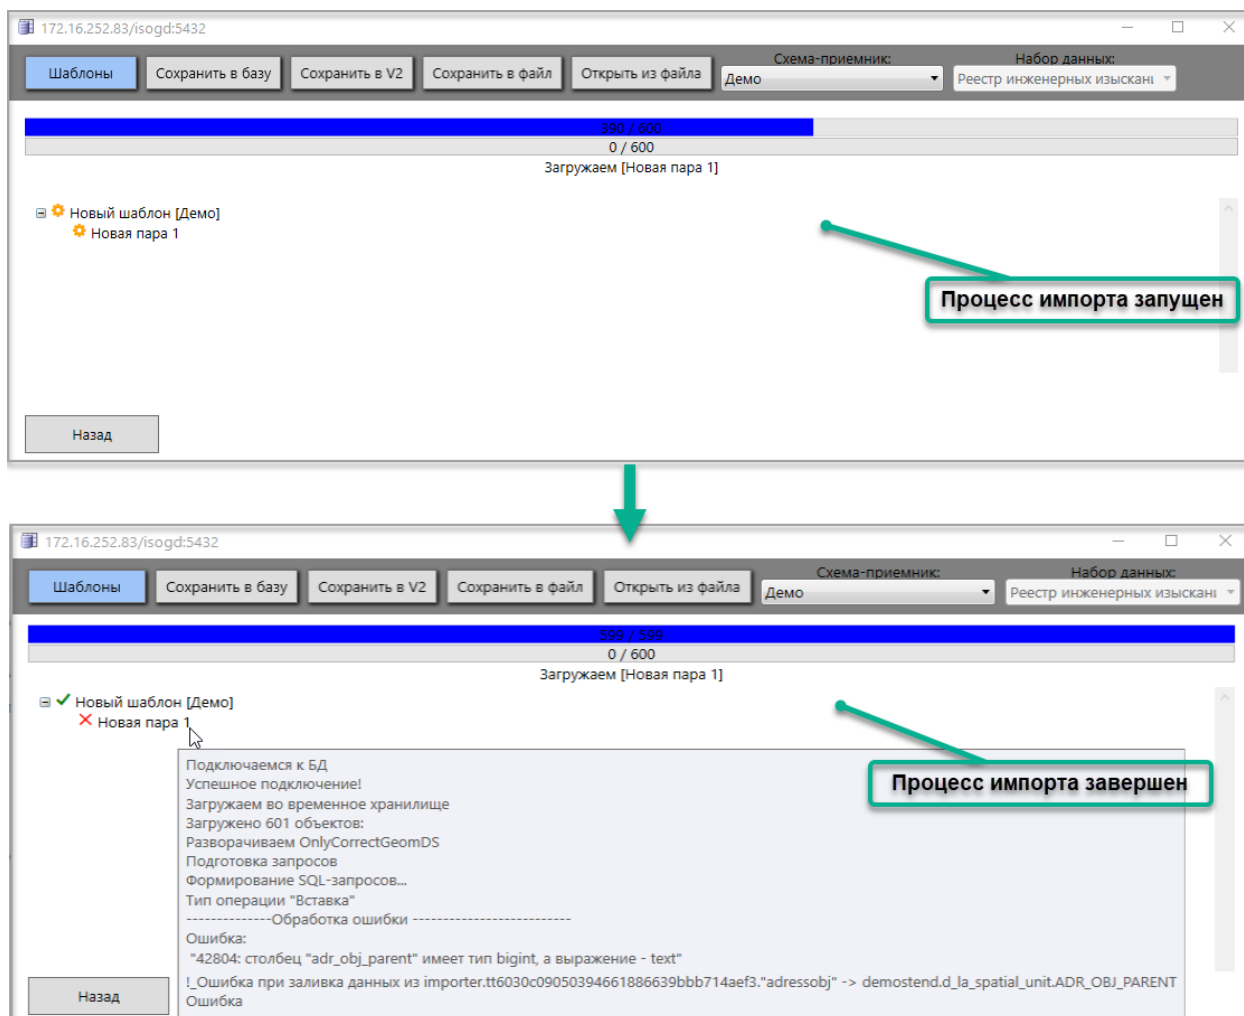 172.16.252.83/isogd:5432
Шаблоны Сохранить в базу Сохранить в V2 Сохранить в файл Открыть из файла Схема-приемник: Набор данных:
Демо Реестр инженерных изыскани
390 / 600
0 / 600
Загружаем [Новая пара 1]
Новый шаблон [Демо]
Новая пара 1
Процесс импорта запущен
Назад
172.16.252.83/isogd:5432
Шаблоны Сохранить в базу Сохранить в V2 Сохранить в файл Открыть из файла Схема-приемник: Набор данных:
Демо Реестр инженерных изыскани
599 / 599
0 / 600
Загружаем [Новая пара 1]
Новый шаблон [Демо]
Новая пара 1
Процесс импорта завершен
Подключаемся к БД
Успешное подключение!
Загружаем во временное хранилище
Загружено 601 объектов:
Разворачиваем OnlyCorrectGeomDS
Подготовка запросов
Формирование SQL-запросов...
Тип операции "Вставка"
--------------Обработка ошибки --------------------------
Ошибка:
"42804: столбец "adr_obj_parent" имеет тип bigint, а выражение - text"
!_Ошибка при заливка данных из importer.tt6030c09050394661886639bbb714aef3."adressobj" -> demostend.d_la_spatial_unit.ADR_OBJ_PARENT
Ошибка
Назад